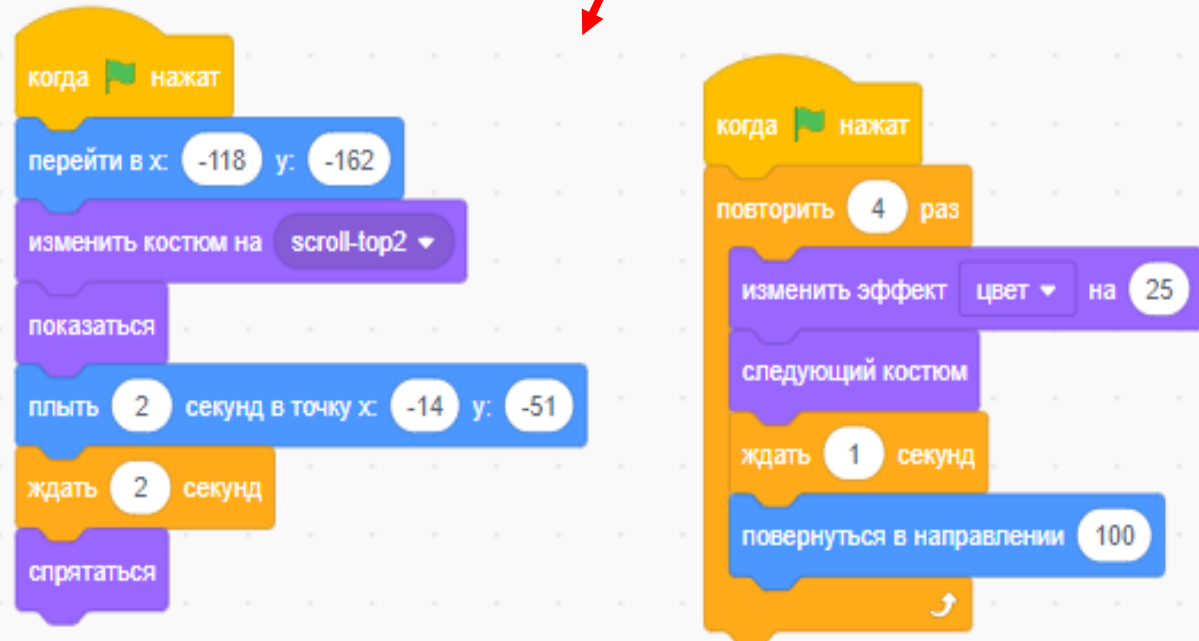 когда нажат
перейти в x: -118 y: -162
изменить костюм на scroll-top2
показаться
плыть 2 секунд в точку x: -14 y: -51
ждать 2 секунд
спрятаться
когда нажат
повторить 4 раз
изменить эффект цвет на 25
следующий костюм
ждать 1 секунд
повернуться в направлении 100